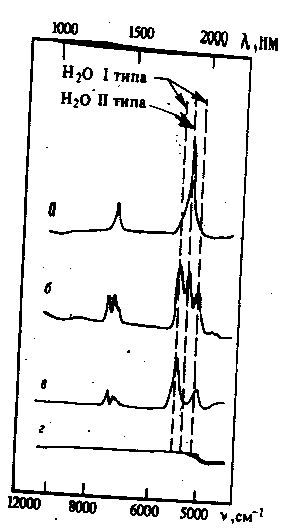 1000 1500 2000 λ, нм
H₂O I типа
H₂O II типа
а
б
в
г
12000 8000 6000 5000 ν, см⁻¹